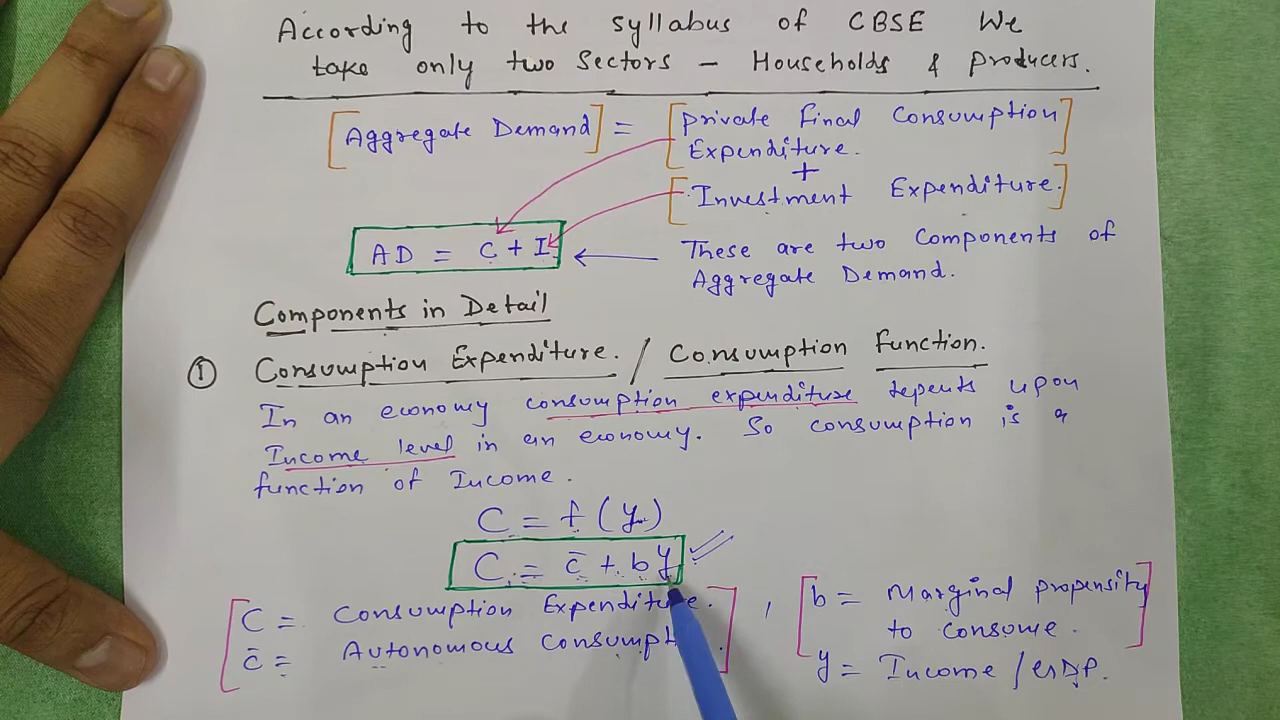 According to the syllabus of CBSE We
take only two Sectors - Households & Producers.
[Aggregate Demand] = [Private Final Consumption
Expenditure.
+
[Investment Expenditure.]
AD = C + I
These are two Components of
Aggregate Demand.
Components in Detail
① Consumption Expenditure. / Consumption Function.
In an economy consumption expenditure depents upon
Income level in an economy. So consumption is a
function of Income.
C = f (y)
C = c̄ + by
C = Consumption Expenditure.
c̄ = Autonomous
, b = Marginal propensity
to consume.
y = Income / GDP.